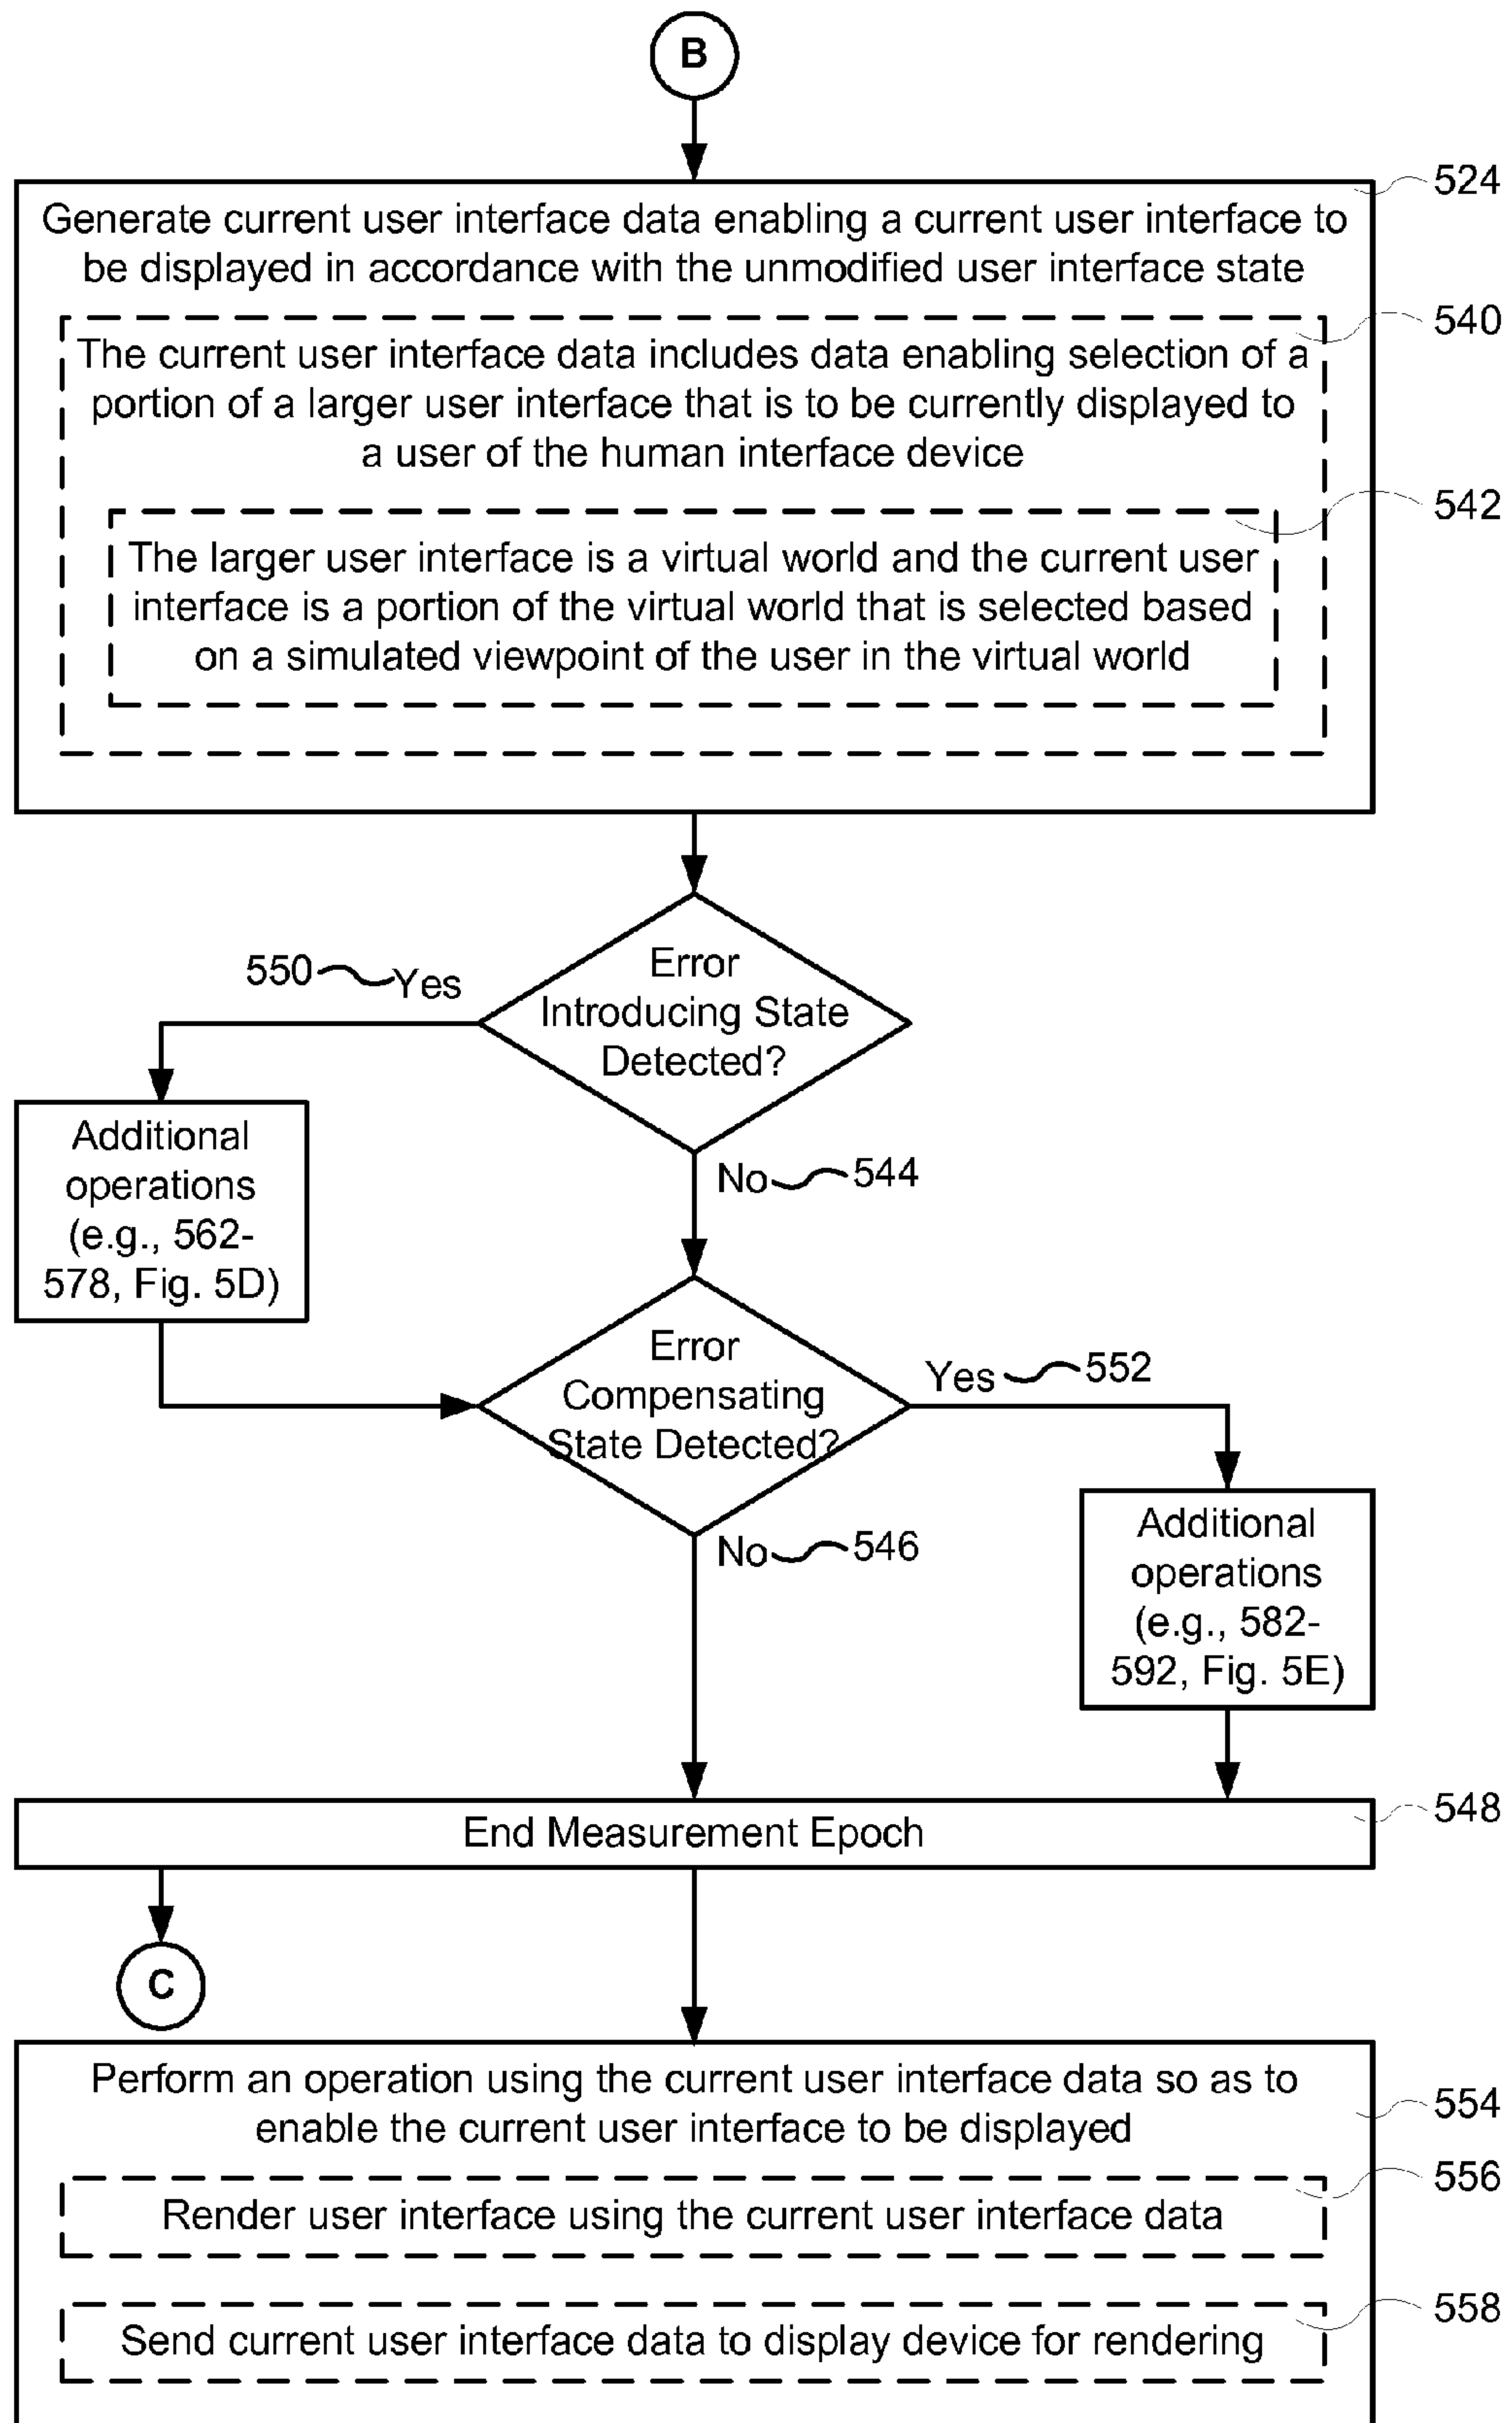 B
524
Generate current user interface data enabling a current user interface to
be displayed in accordance with the unmodified user interface state
540
The current user interface data includes data enabling selection of a
portion of a larger user interface that is to be currently displayed to
a user of the human interface device
542
The larger user interface is a virtual world and the current user
interface is a portion of the virtual world that is selected based
on a simulated viewpoint of the user in the virtual world
Error
Introducing State
Detected?
550
Yes
Additional
operations
(e.g., 562-
578, Fig. 5D)
No
544
Error
Compensating
State Detected?
Yes
552
Additional
operations
(e.g., 582-
592, Fig. 5E)
No
546
548
End Measurement Epoch
C
Perform an operation using the current user interface data so as to
enable the current user interface to be displayed
554
556
Render user interface using the current user interface data
558
Send current user interface data to display device for rendering